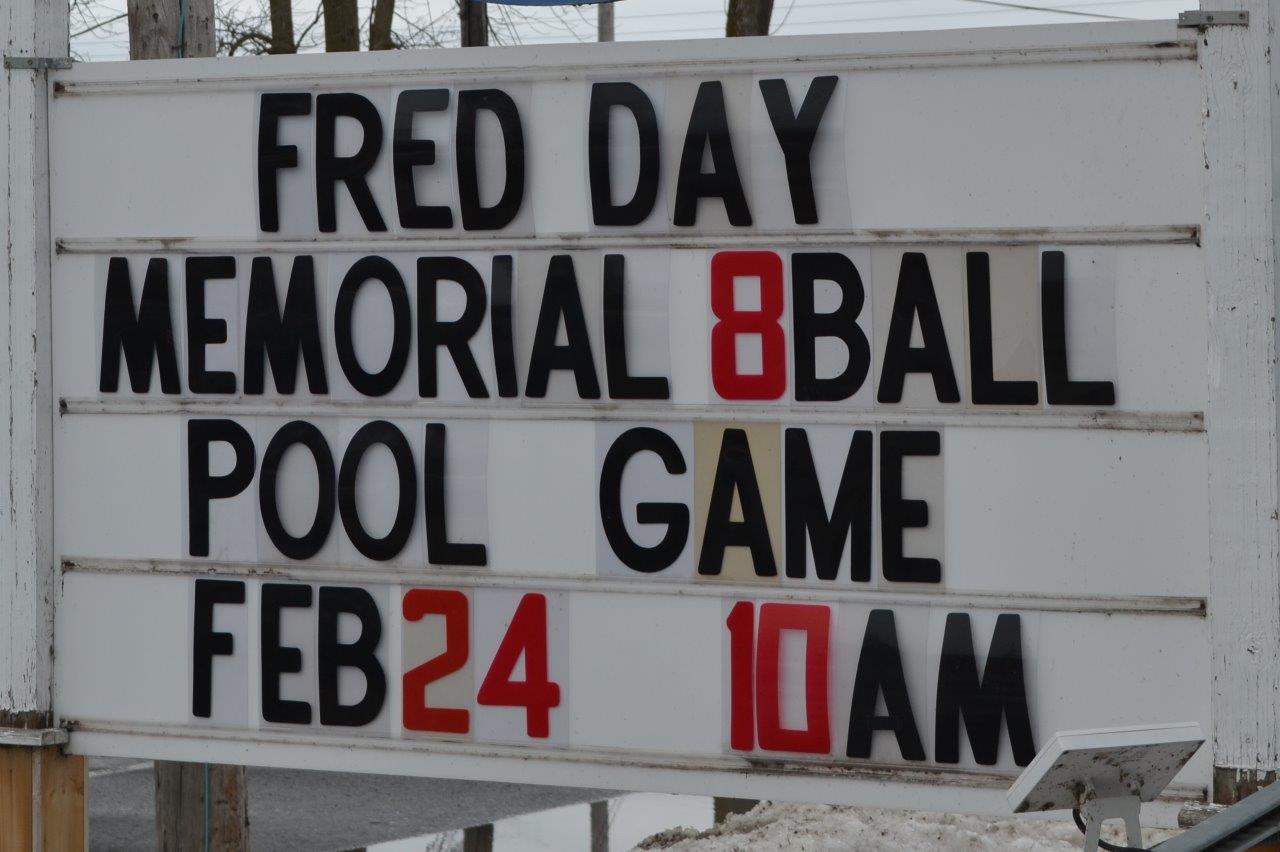 FRED DAY
MEMORIAL 8BALL
POOL GAME
FEB24 10AM